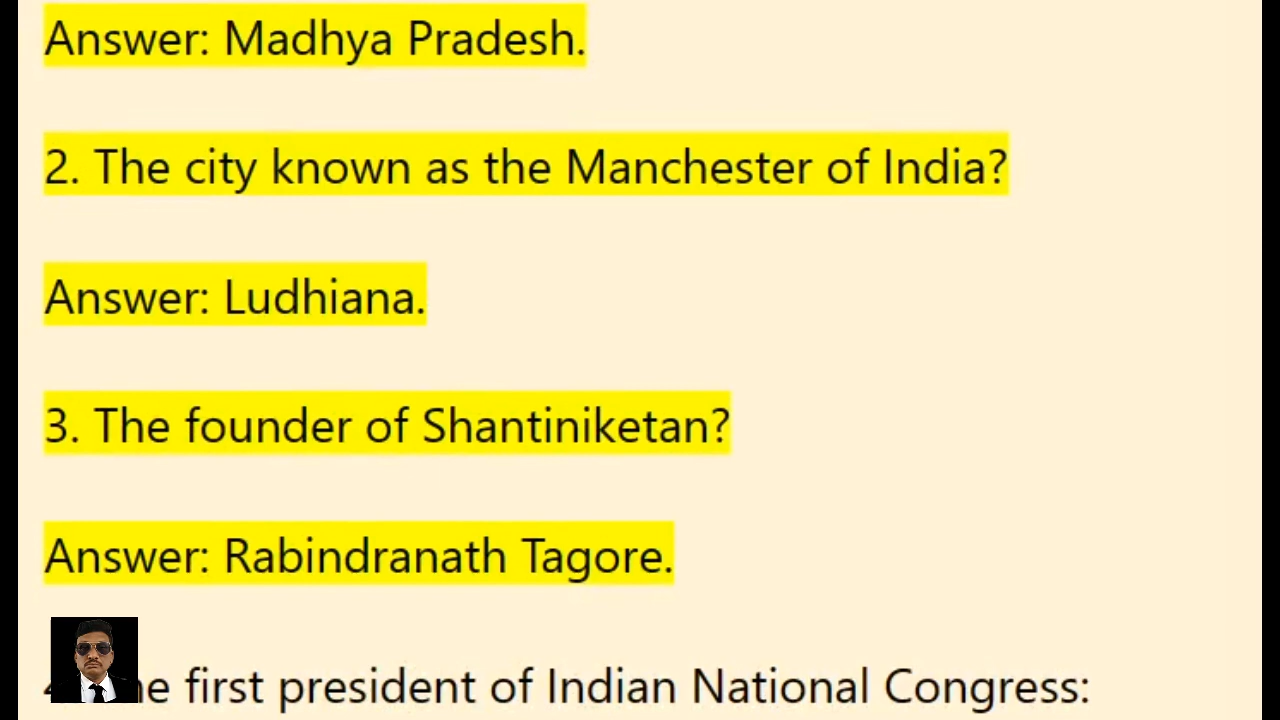 Answer: Madhya Pradesh.
2. The city known as the Manchester of India?
Answer: Ludhiana.
3. The founder of Shantiniketan?
Answer: Rabindranath Tagore.
first president of Indian National Congress: